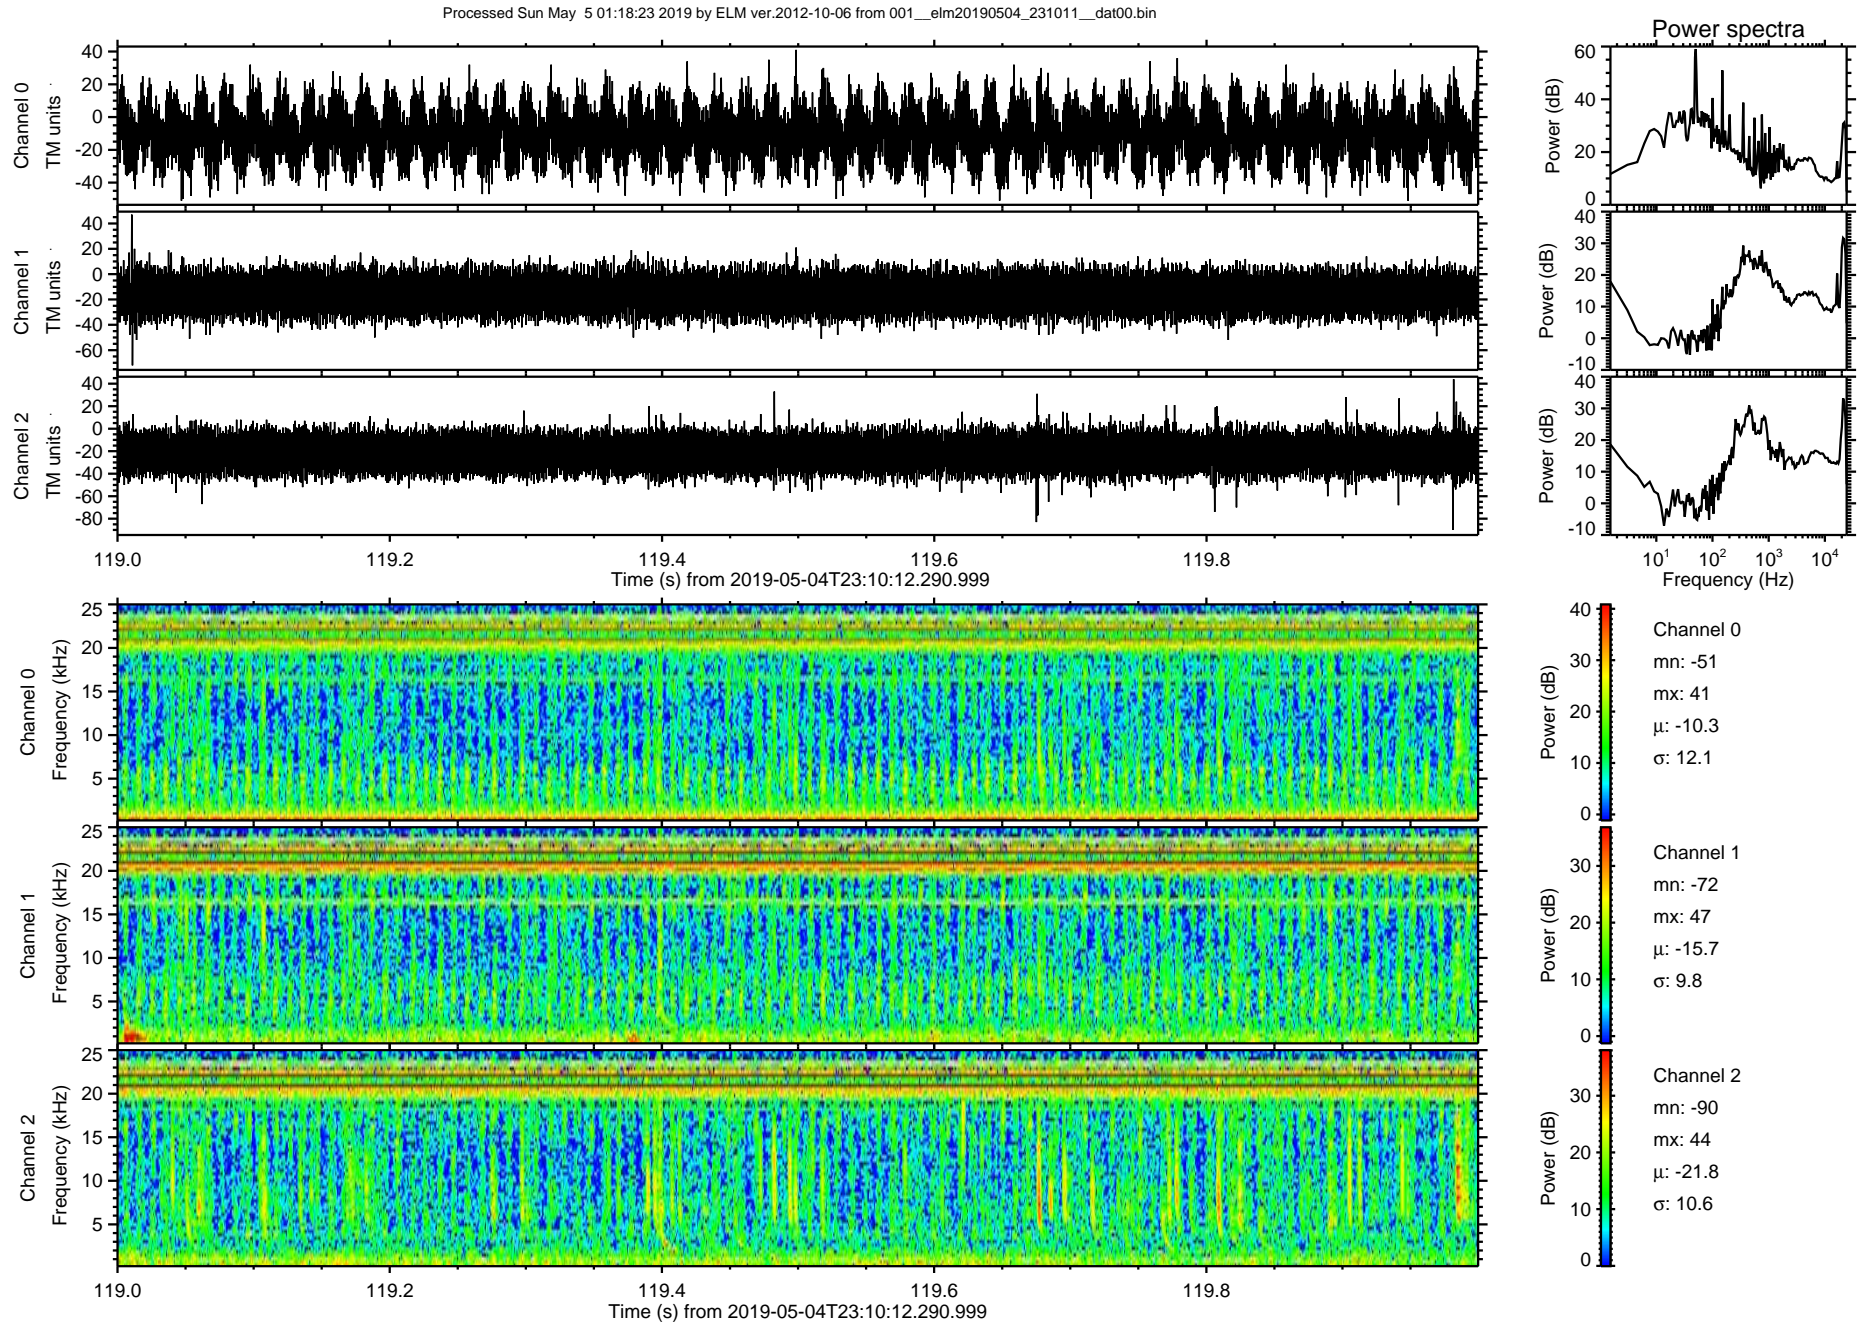 Processed Sun May  5 01:18:23 2019 by ELM ver.2012-10-06 from 001__elm20190504_231011__dat00.bin
Power spectra
Channel 0
TM units
40
20
0
-20
-40
Power (dB)
60
40
20
0
Channel 1
TM units
40
20
0
-20
-40
-60
Power (dB)
40
30
20
10
0
-10
Channel 2
TM units
40
20
0
-20
-40
-60
-80
Power (dB)
40
30
20
10
0
-10
119.0 119.2 119.4 119.6 119.8
Time (s) from 2019-05-04T23:10:12.290.999
10¹ 10² 10³ 10⁴
Frequency (Hz)
Channel 0
Frequency (kHz)
25
20
15
10
5
Power (dB)
40
30
20
10
0
Channel 0
mn: -51
mx: 41
μ: -10.3
σ: 12.1
Channel 1
Frequency (kHz)
25
20
15
10
5
Power (dB)
30
20
10
0
Channel 1
mn: -72
mx: 47
μ: -15.7
σ: 9.8
Channel 2
Frequency (kHz)
25
20
15
10
5
Power (dB)
30
20
10
0
Channel 2
mn: -90
mx: 44
μ: -21.8
σ: 10.6
119.0 119.2 119.4 119.6 119.8
Time (s) from 2019-05-04T23:10:12.290.999